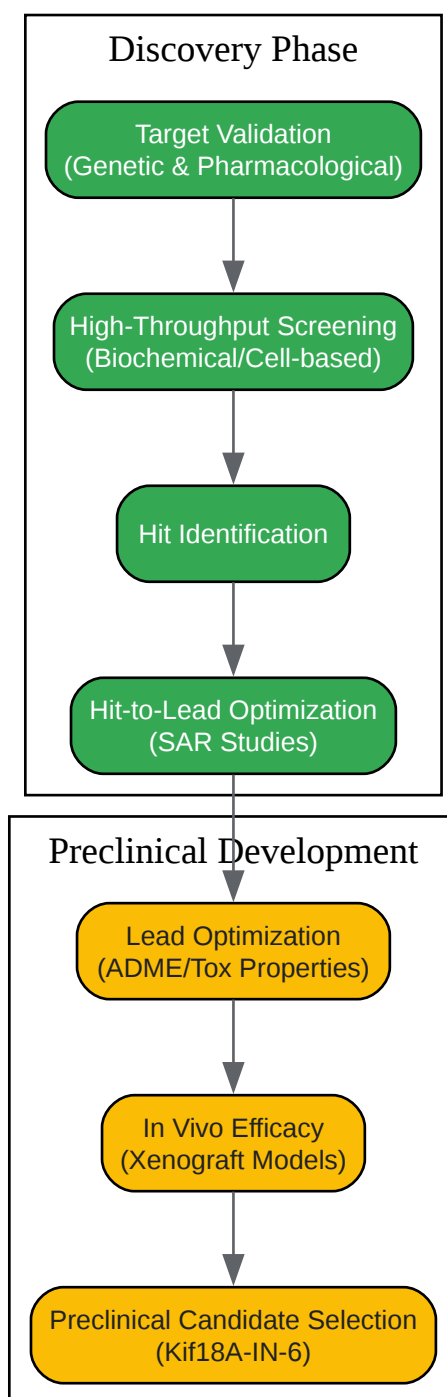 Discovery Phase
Target Validation
(Genetic & Pharmacological)
High-Throughput Screening
(Biochemical/Cell-based)
Hit Identification
Hit-to-Lead Optimization
(SAR Studies)
Preclinical Development
Lead Optimization
(ADME/Tox Properties)
In Vivo Efficacy
(Xenograft Models)
Preclinical Candidate Selection
(Kif18A-IN-6)